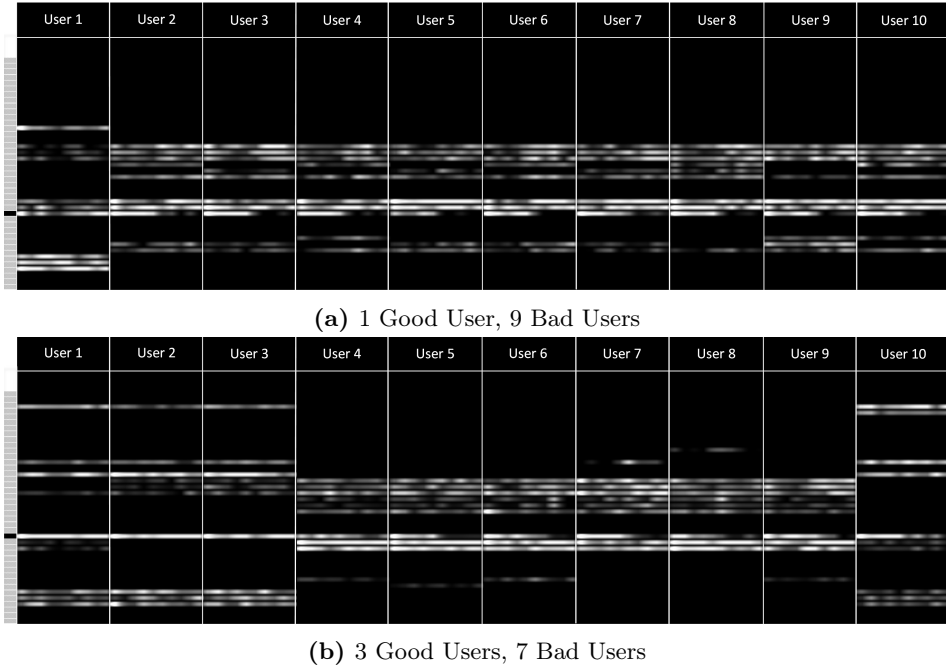 User 1 User 2 User 3 User 4 User 5 User 6 User 7 User 8 User 9 User 10
(a) 1 Good User, 9 Bad Users
User 1 User 2 User 3 User 4 User 5 User 6 User 7 User 8 User 9 User 10
(b) 3 Good Users, 7 Bad Users